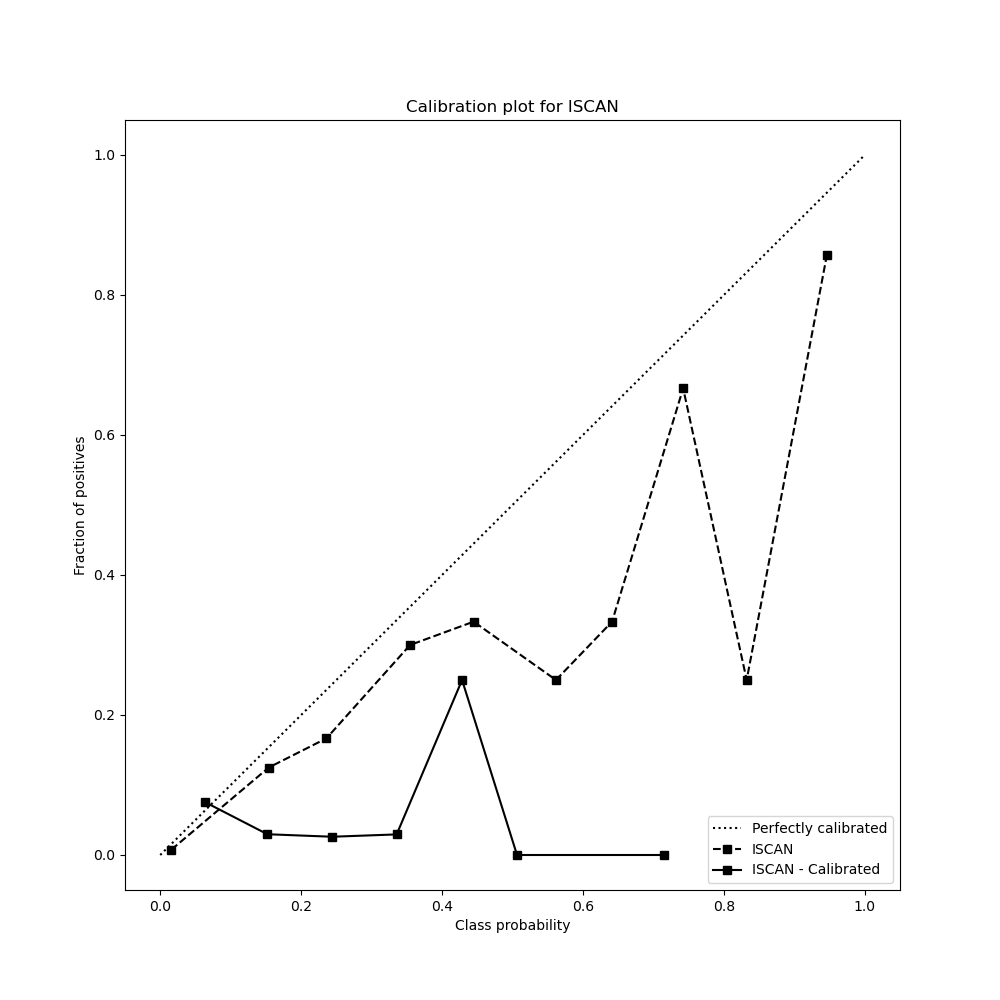 Calibration plot for ISCAN
1.0
0.8
0.6
0.4
0.2
0.0
Fraction of positives
0.0 0.2 0.4 0.6 0.8 1.0
Class probability
Perfectly calibrated
ISCAN
ISCAN - Calibrated